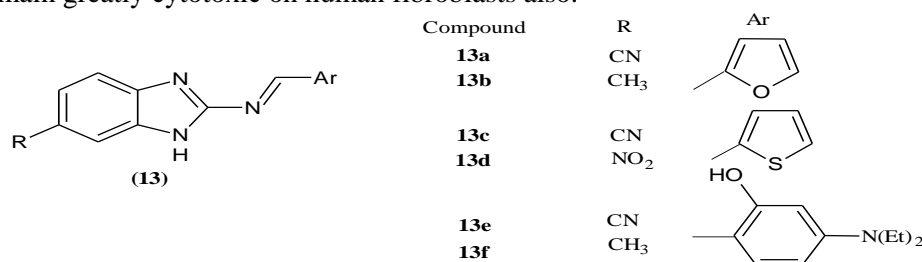 main greatly cytotoxic on human fibroblasts also.
Compound R Ar
13a CN
13b CH3
O
13c CN
13d NO2
S
13e CN
13f CH3
HO
N(Et)2
R
N
N
N
H
Ar
(13)